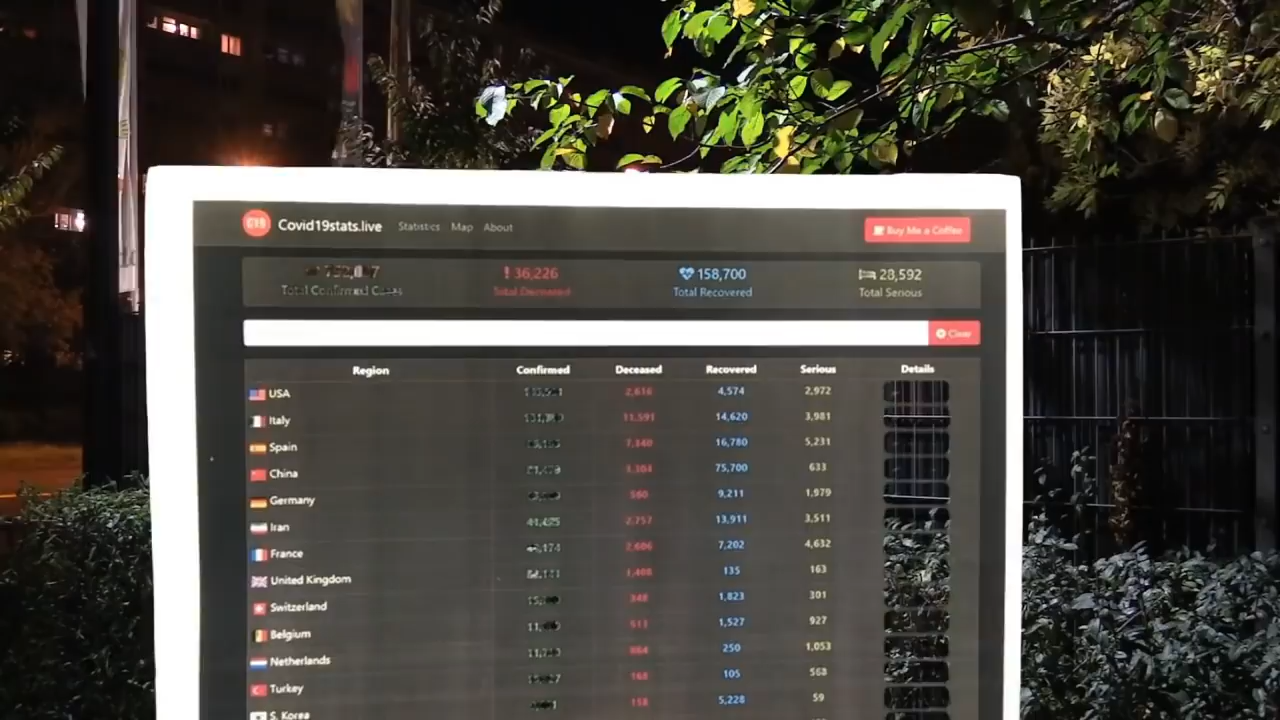 Covid19stats.live Statistics Map About Buy Me a Coffee
36,226 158,700 28,592
Total Confirmed Cases Total Deceased Total Recovered Total Serious
Clear
Region Confirmed Deceased Recovered Serious Details
USA 2,616 4,574 2,972
Italy 11,591 14,620 3,981
Spain 7,340 16,780 5,231
China 3,304 75,700 633
Germany 560 9,211 1,979
Iran 2,757 13,911 3,511
France 2,606 7,202 4,632
United Kingdom 1,408 135 163
Switzerland 348 1,823 301
Belgium 513 1,527 927
Netherlands 864 250 1,053
Turkey 168 105 568
S. Korea 158 5,228 59